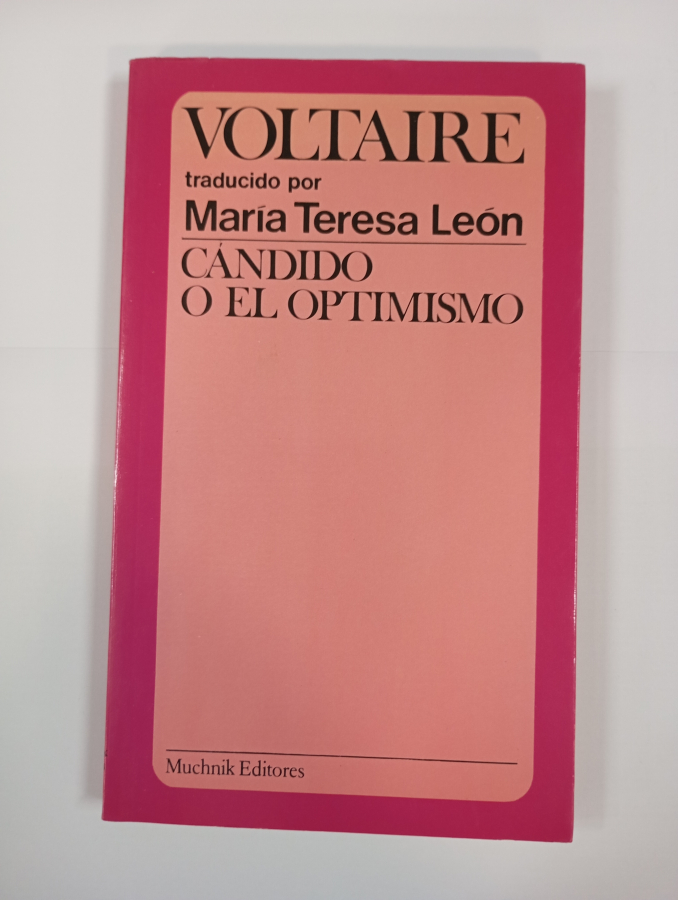 VOLTAIRE
traducido por
María Teresa León
CÁNDIDO
O EL OPTIMISMO
Muchnik Editores